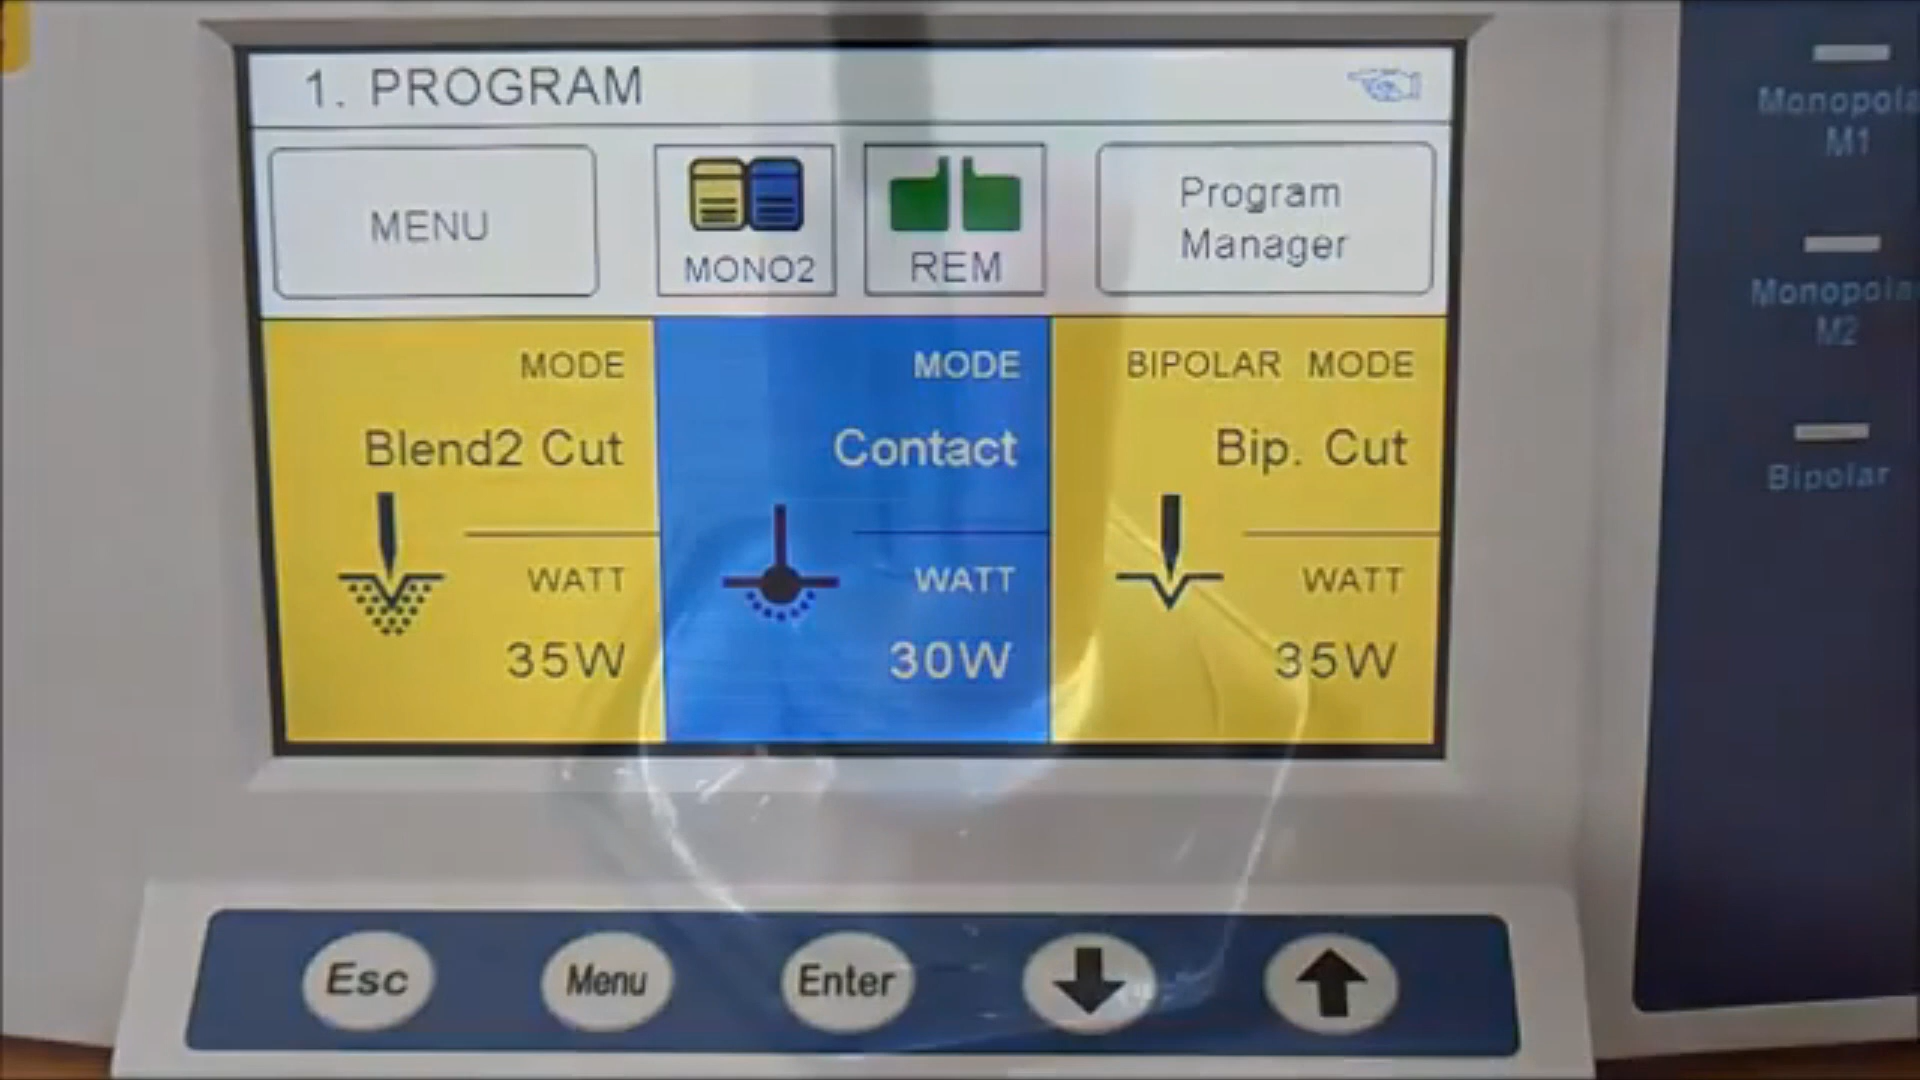 1. PROGRAM
MENU
MONO2
REM
Program
Manager
MODE
Blend2 Cut
WATT
35W
MODE
Contact
WATT
30W
BIPOLAR MODE
Bip. Cut
WATT
35W
Esc
Menu
Enter
Monopola
M1
Monopola
M2
Bipolar